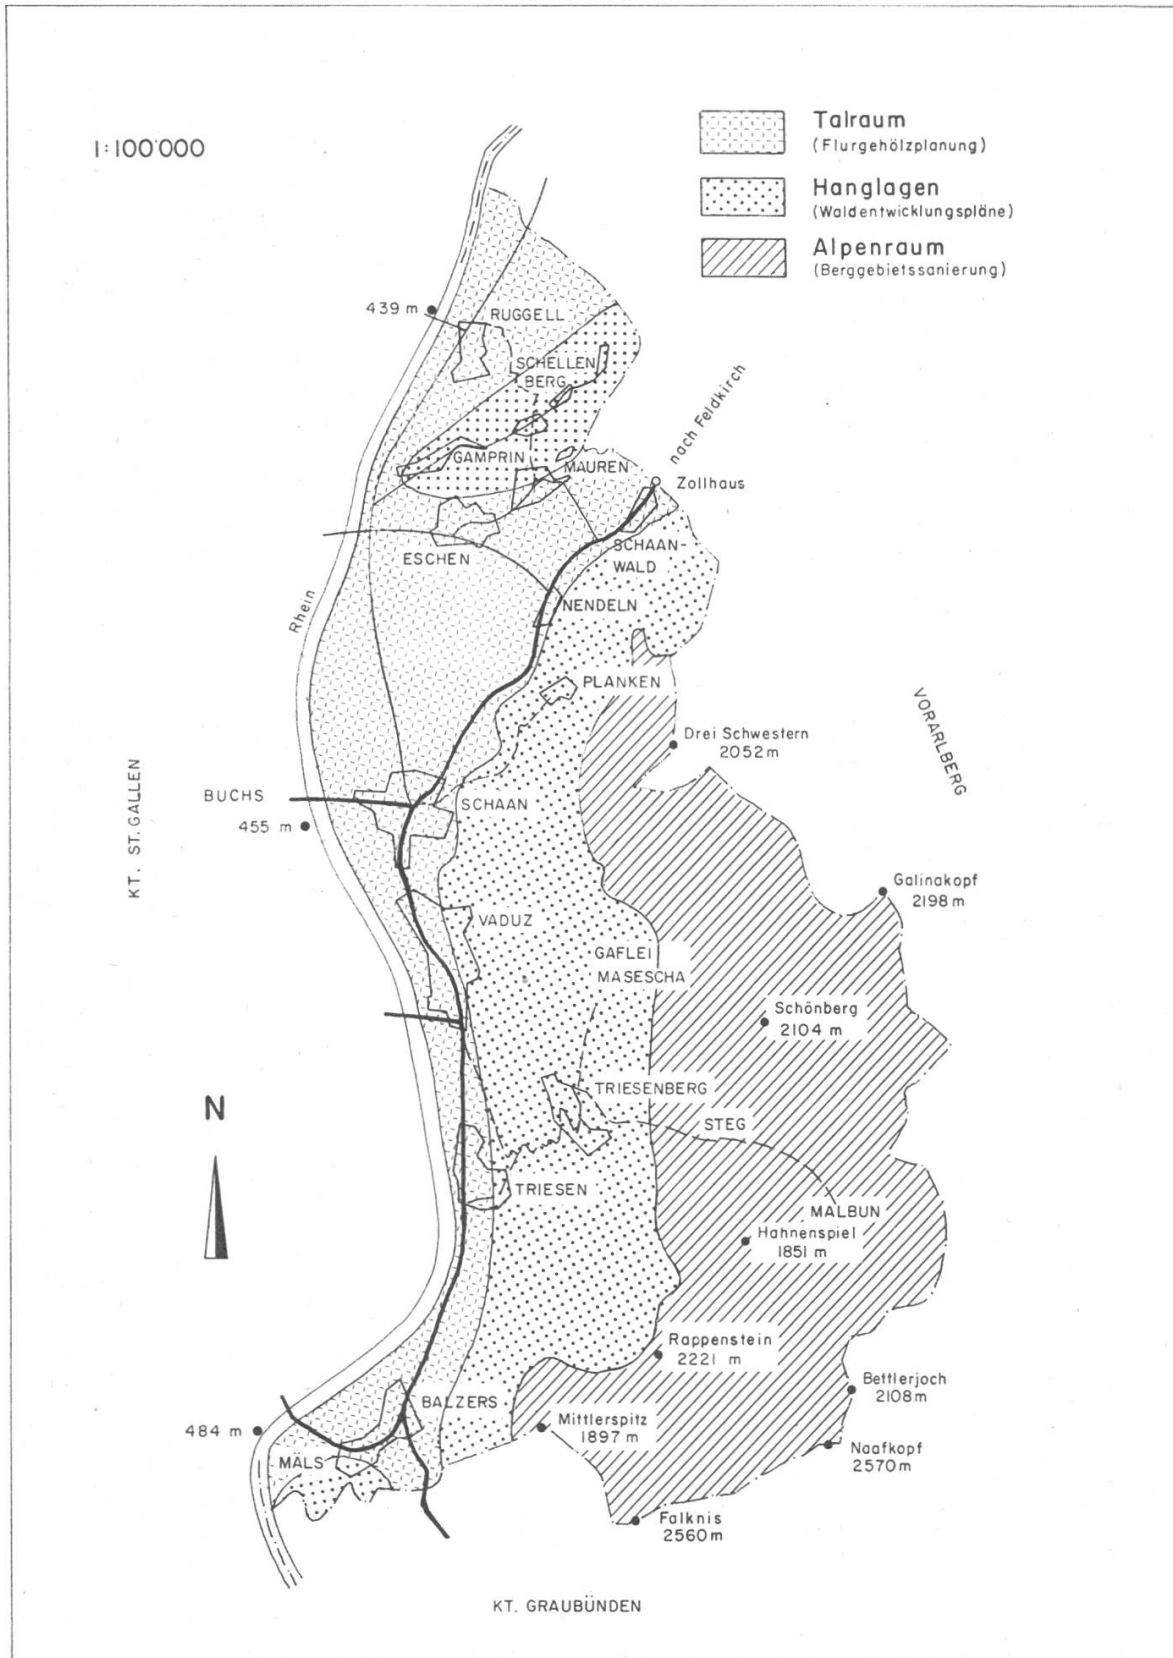 1:100'000
Talraum
(Flurgehölzplanung)
Hanglagen
(Waldentwicklungspläne)
Alpenraum
(Berggebietssanierung)
439 m
RUGGELL
SCHELLEN
BERG
nach Feldkirch
GAMPRIN
MAUREN
Zollhaus
ESCHEN
SCHAAN-
WALD
Rhein
NENDELN
PLANKEN
Drei Schwestern
2052 m
VORARLBERG
KT. ST. GALLEN
BUCHS
SCHAAN
455 m
Galinakopf
2198 m
VADUZ
GAFLEI
MASESCHA
Schönberg
2104 m
N
TRIESENBERG
STEG
TRIESEN
MALBUN
Hahnenspiel
1851 m
Rappenstein
2221 m
Bettlerjoch
2108 m
BALZERS
484 m
Mittlerspitz
1897 m
Naafkopf
2570 m
MÄLS
Falknis
2560 m
KT. GRAUBÜNDEN